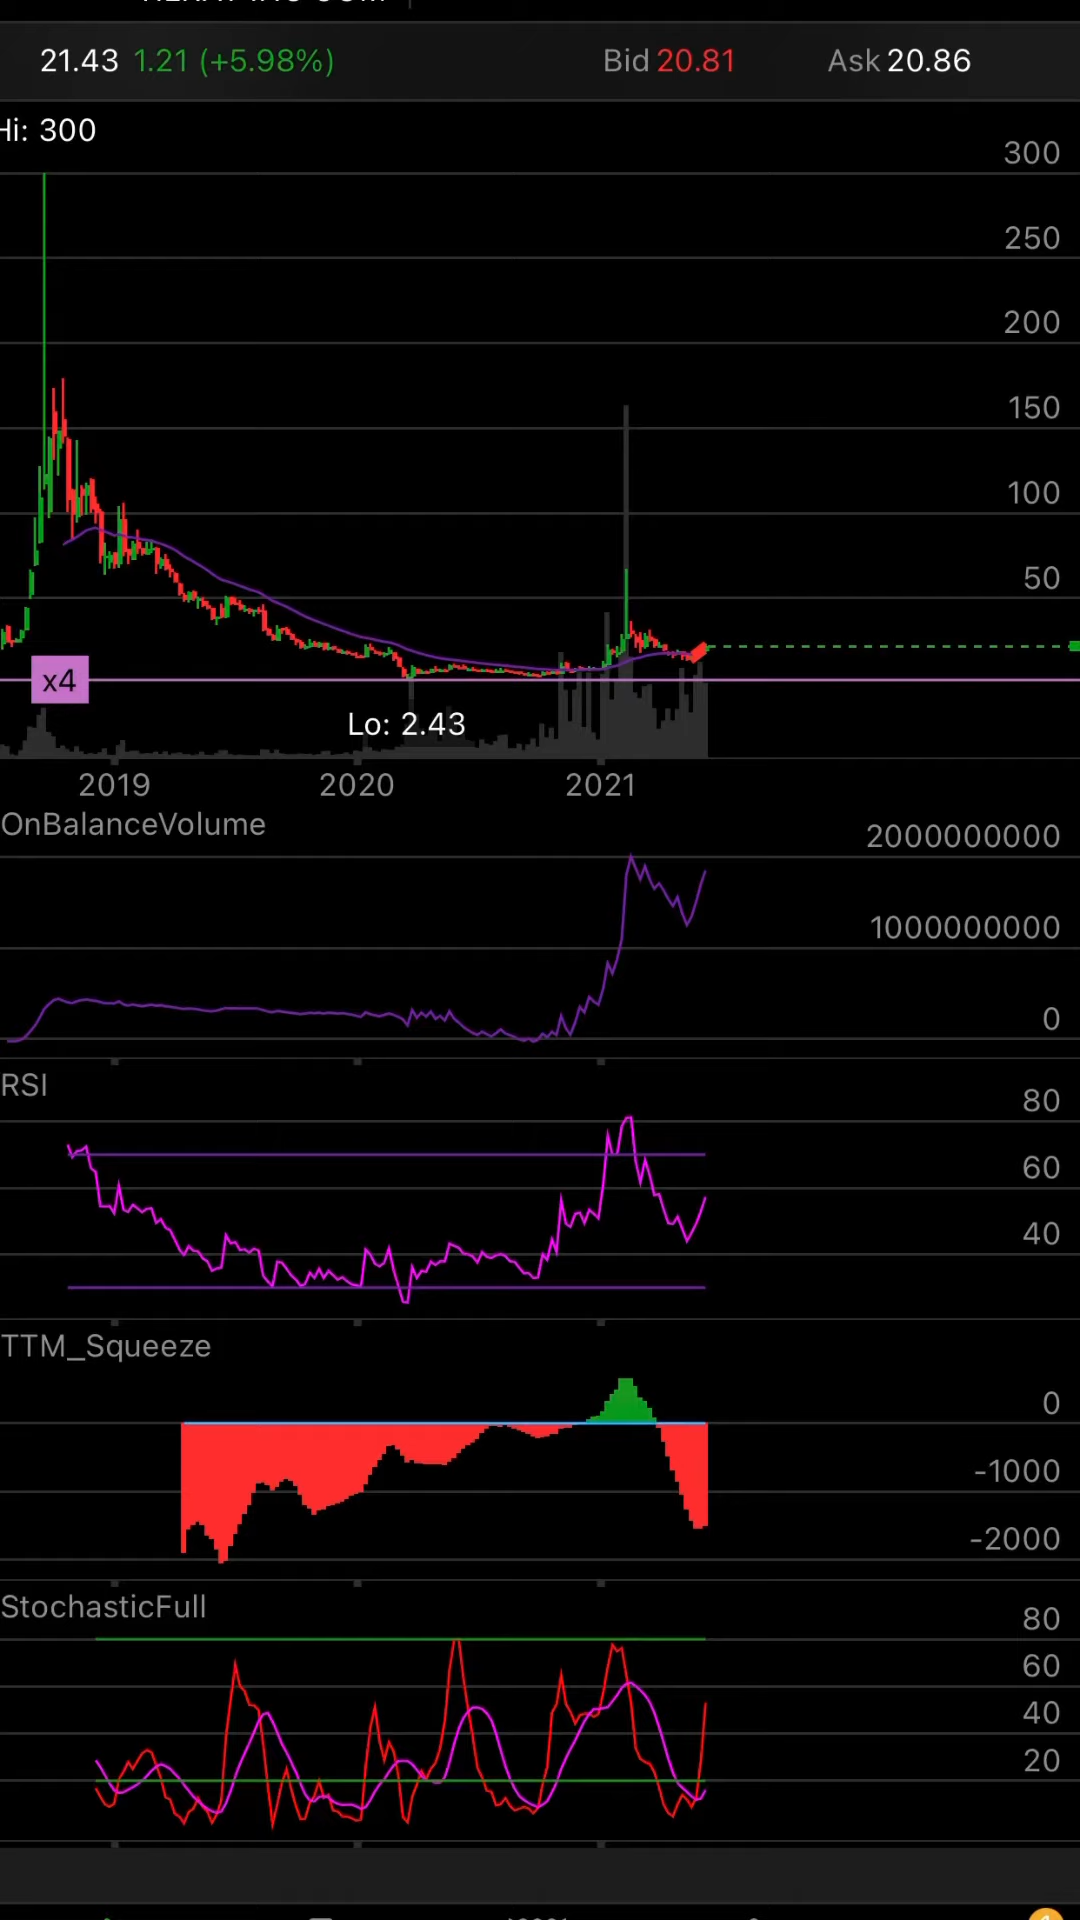 21.43 1.21 (+5.98%) Bid 20.81 Ask 20.86
Hi: 300
300
250
200
150
100
50
x4
Lo: 2.43
2019 2020 2021
OnBalanceVolume
2000000000
1000000000
0
RSI
80
60
40
TTM_Squeeze
0
-1000
-2000
StochasticFull
80
60
40
20